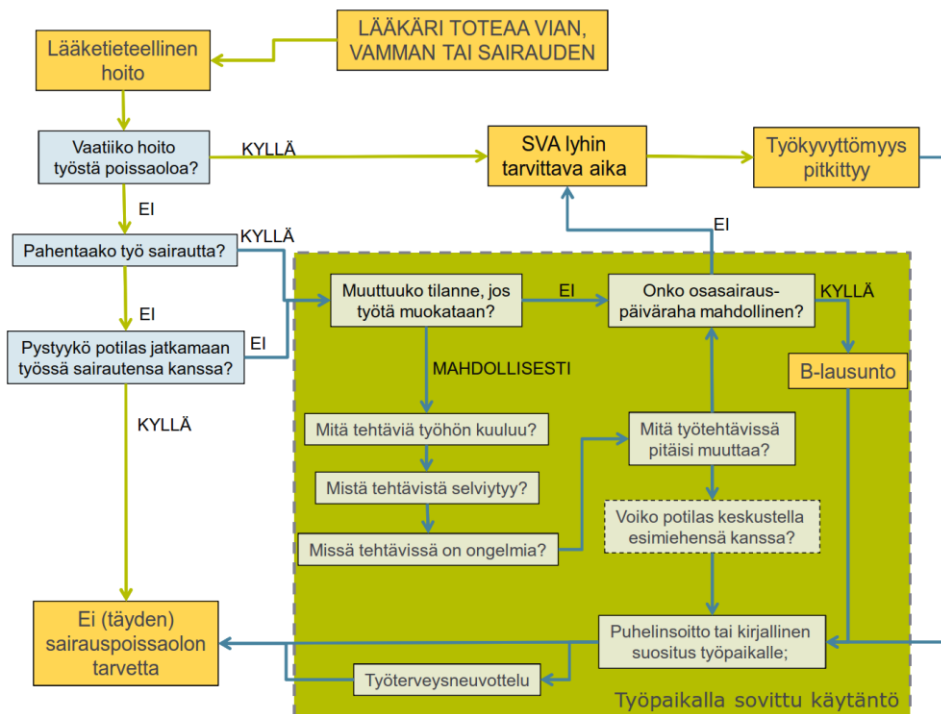 LÄÄKÄRI TOTEAA VIAN,
VAMMAN TAI SAIRAUDEN
Lääketieteellinen
hoito
Vaatiiko hoito
työstä poissaoloa?
KYLLÄ
SVA lyhin
tarvittava aika
Työkyvyttömyys
pitkittyy
EI
Pahentaako työ sairautta?
KYLLÄ
EI
EI
Pystyykö potilas jatkamaan
työssä sairautensa kanssa?
EI
KYLLÄ
Muuttuuko tilanne, jos
työtä muokataan?
EI
Onko osasairaus-
päiväraha mahdollinen?
KYLLÄ
B-lausunto
MAHDOLLISESTI
Mitä tehtäviä työhön kuuluu?
Mistä tehtävistä selviytyy?
Missä tehtävissä on ongelmia?
Mitä työtehtävissä
pitäisi muuttaa?
Voiko potilas keskustella
esimiehensä kanssa?
Puhelinsoitto tai kirjallinen
suositus työpaikalle;
Ei (täyden)
sairauspoissaolon
tarvetta
Työterveysneuvottelu
Työpaikalla sovittu käytäntö